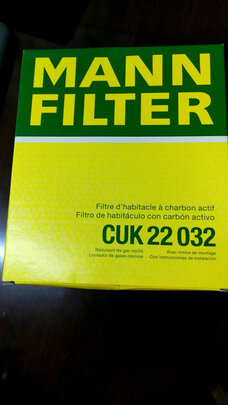 MANN
FILTER
Filtre d'habitacle à charbon actif
Filtro de habitáculo con carbón activo
CUK 22 032
Réduisant les gaz nocifs
Limitador de gases nocivos
Avec notice de montage
Con instrucciones de instalación